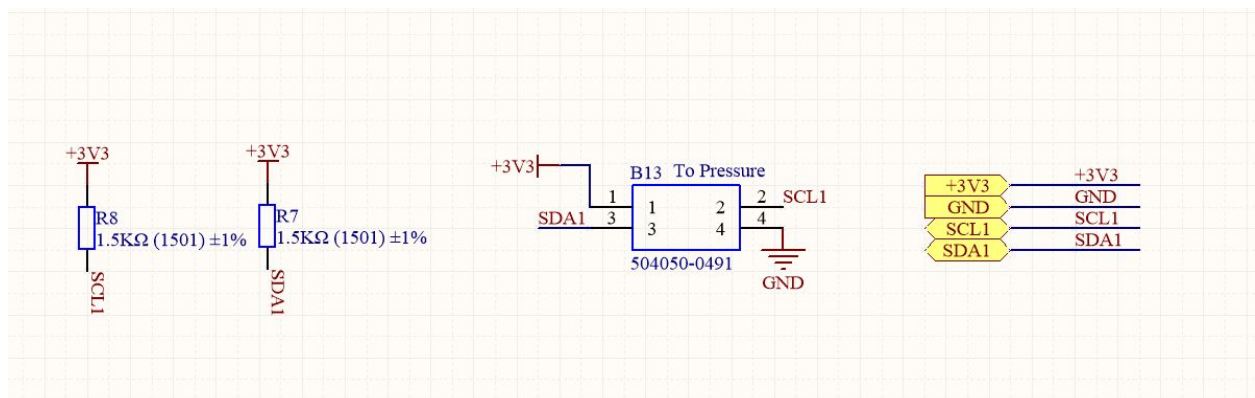 +3V3
R8
1.5KΩ (1501) ±1%
SCL1
+3V3
R7
1.5KΩ (1501) ±1%
SDA1
+3V3
B13 To Pressure
1 1 2 2 SCL1
SDA1 3 3 4 4
504050-0491
GND
+3V3 +3V3
GND GND
SCL1 SCL1
SDA1 SDA1